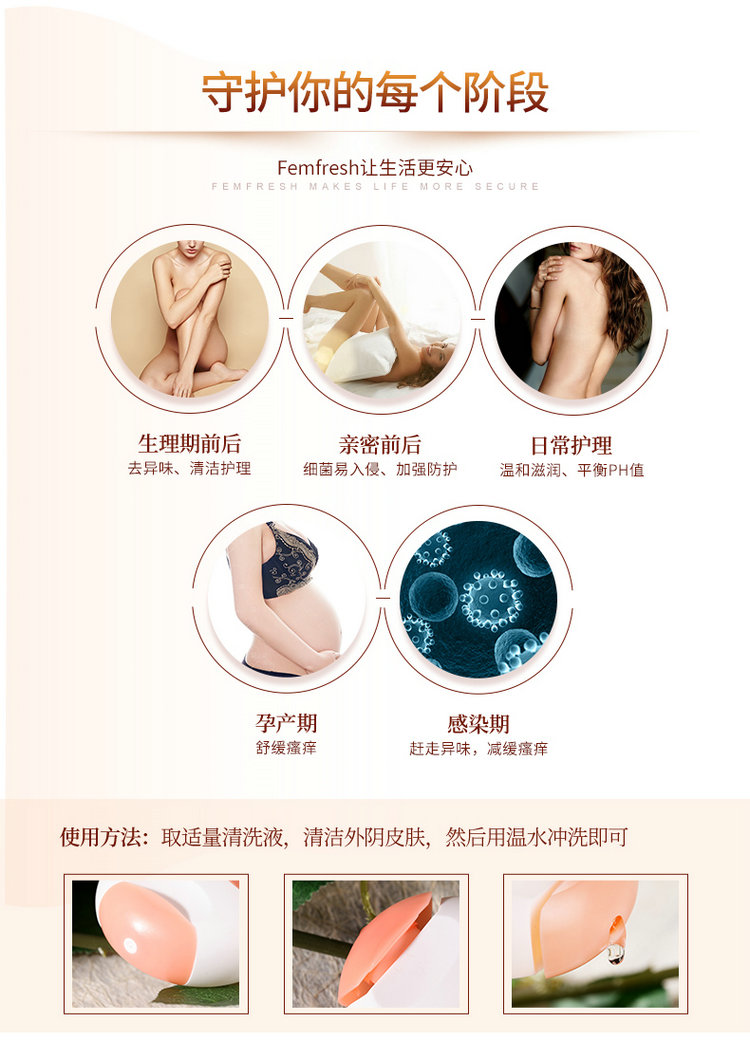 守护你的每个阶段
Femfresh让生活更安心
FEMFRESH MAKES LIFE MORE SECURE
生理期前后
去异味、清洁护理
亲密前后
细菌易入侵、加强防护
日常护理
温和滋润、平衡PH值
孕产期
舒缓瘙痒
感染期
赶走异味，减缓瘙痒
使用方法：取适量清洗液，清洁外阴皮肤，然后用温水冲洗即可